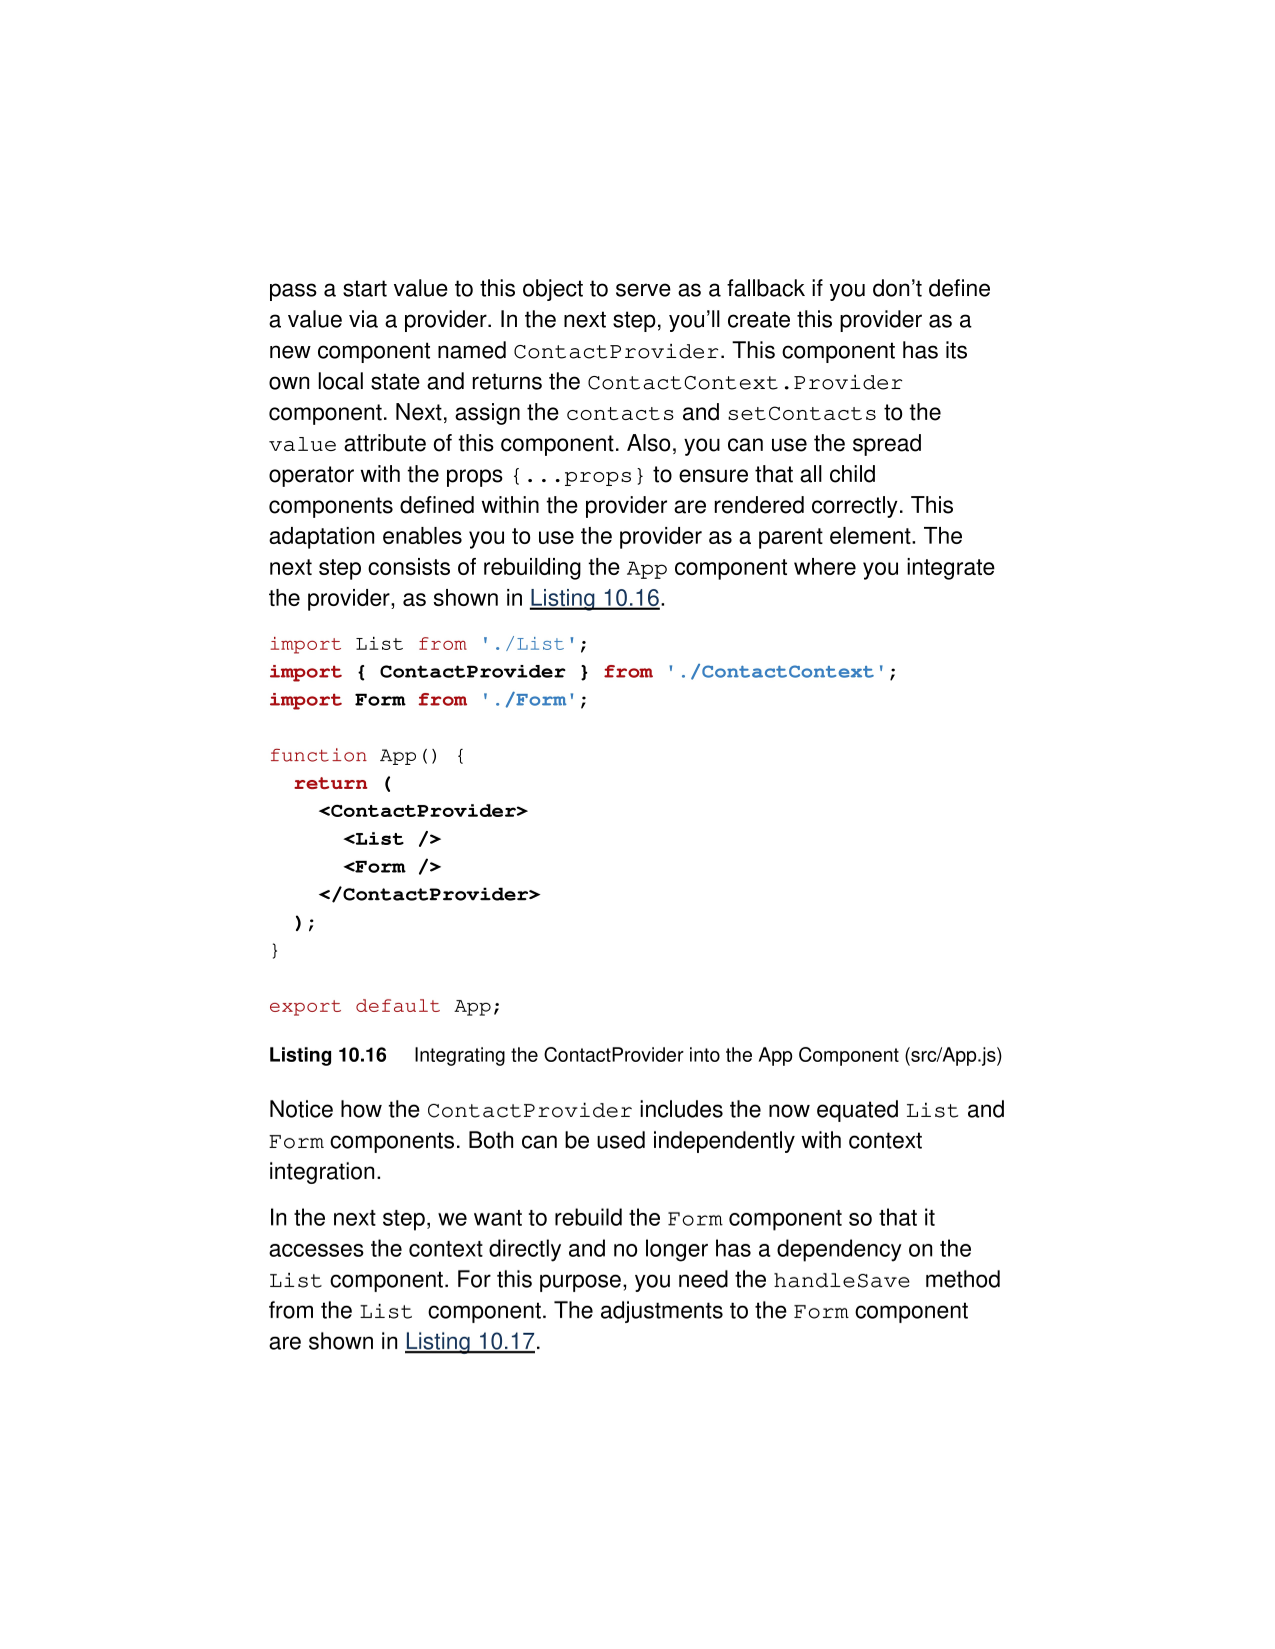 pass a start value to this object to serve as a fallback if you don’t define
a value via a provider. In the next step, you’ll create this provider as a
new component named ContactProvider. This component has its
own local state and returns the ContactContext.Provider
component. Next, assign the contacts and setContacts to the
value attribute of this component. Also, you can use the spread
operator with the props {...props} to ensure that all child
components defined within the provider are rendered correctly. This
adaptation enables you to use the provider as a parent element. The
next step consists of rebuilding the App component where you integrate
the provider, as shown in Listing 10.16.
import List from './List';
import { ContactProvider } from './ContactContext';
import Form from './Form';
function App() {
  return (
    <ContactProvider>
      <List />
      <Form />
    </ContactProvider>
  );
}
export default App;
Listing 10.16 Integrating the ContactProvider into the App Component (src/App.js)
Notice how the ContactProvider includes the now equated List and
Form components. Both can be used independently with context
integration.
In the next step, we want to rebuild the Form component so that it
accesses the context directly and no longer has a dependency on the
List component. For this purpose, you need the handleSave method
from the List component. The adjustments to the Form component
are shown in Listing 10.17.